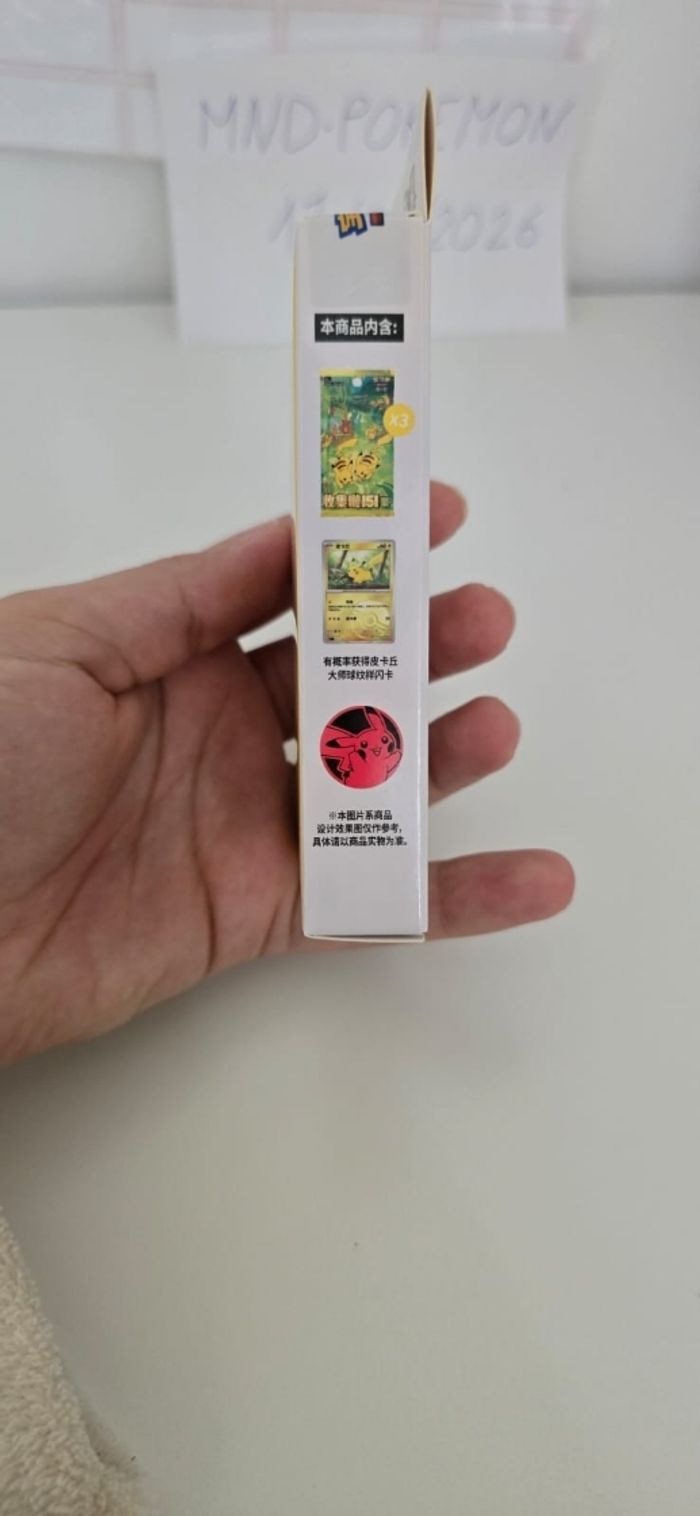 MND-POKEMON
2026
本商品内含:
x3
收集啦151
有概率获得皮卡丘
大师球纹样闪卡
※本图片系商品
设计效果图仅作参考,
具体请以商品实物为准。